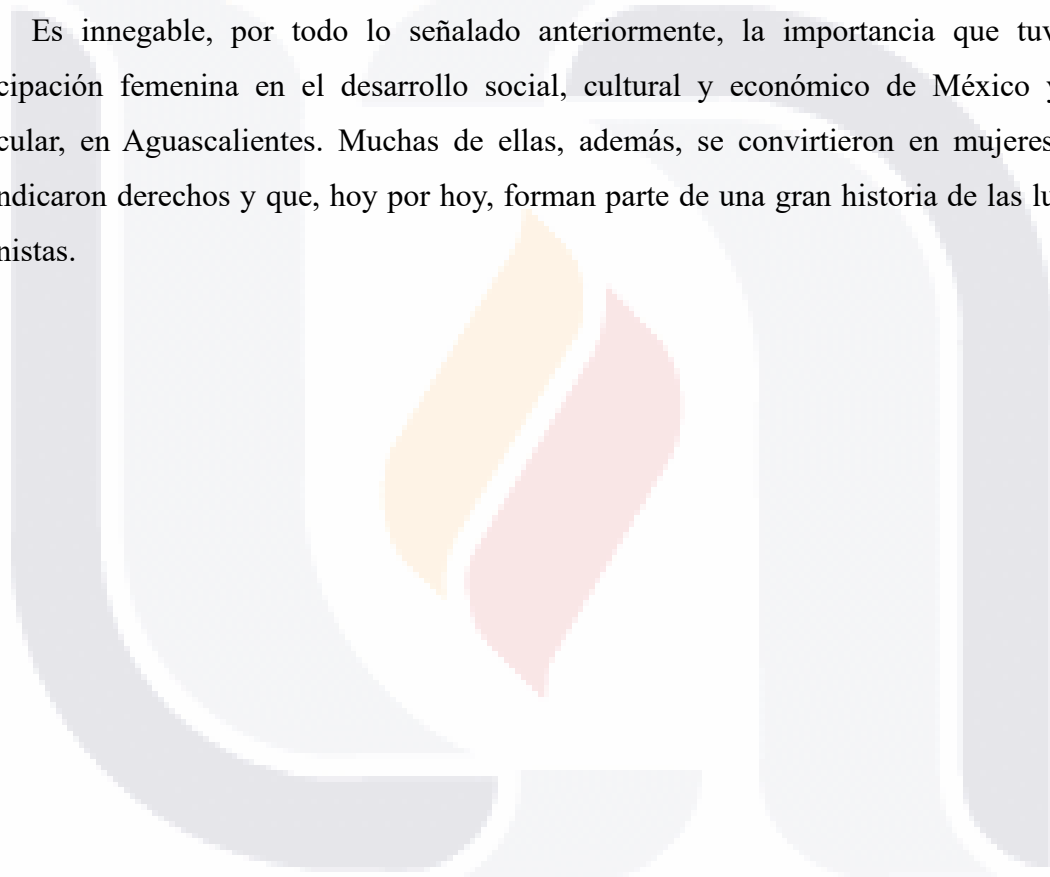 Es innegable, por todo lo señalado anteriormente, la importancia que tuv
cipación femenina en el desarrollo social, cultural y económico de México y
cular, en Aguascalientes. Muchas de ellas, además, se convirtieron en mujeres
ndicaron derechos y que, hoy por hoy, forman parte de una gran historia de las lu
nistas.